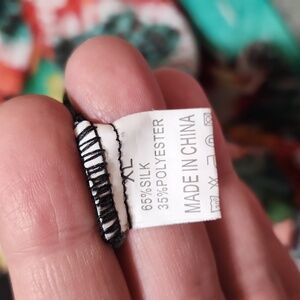 XL
65%SILK
35%POLYESTER
MADE IN CHINA